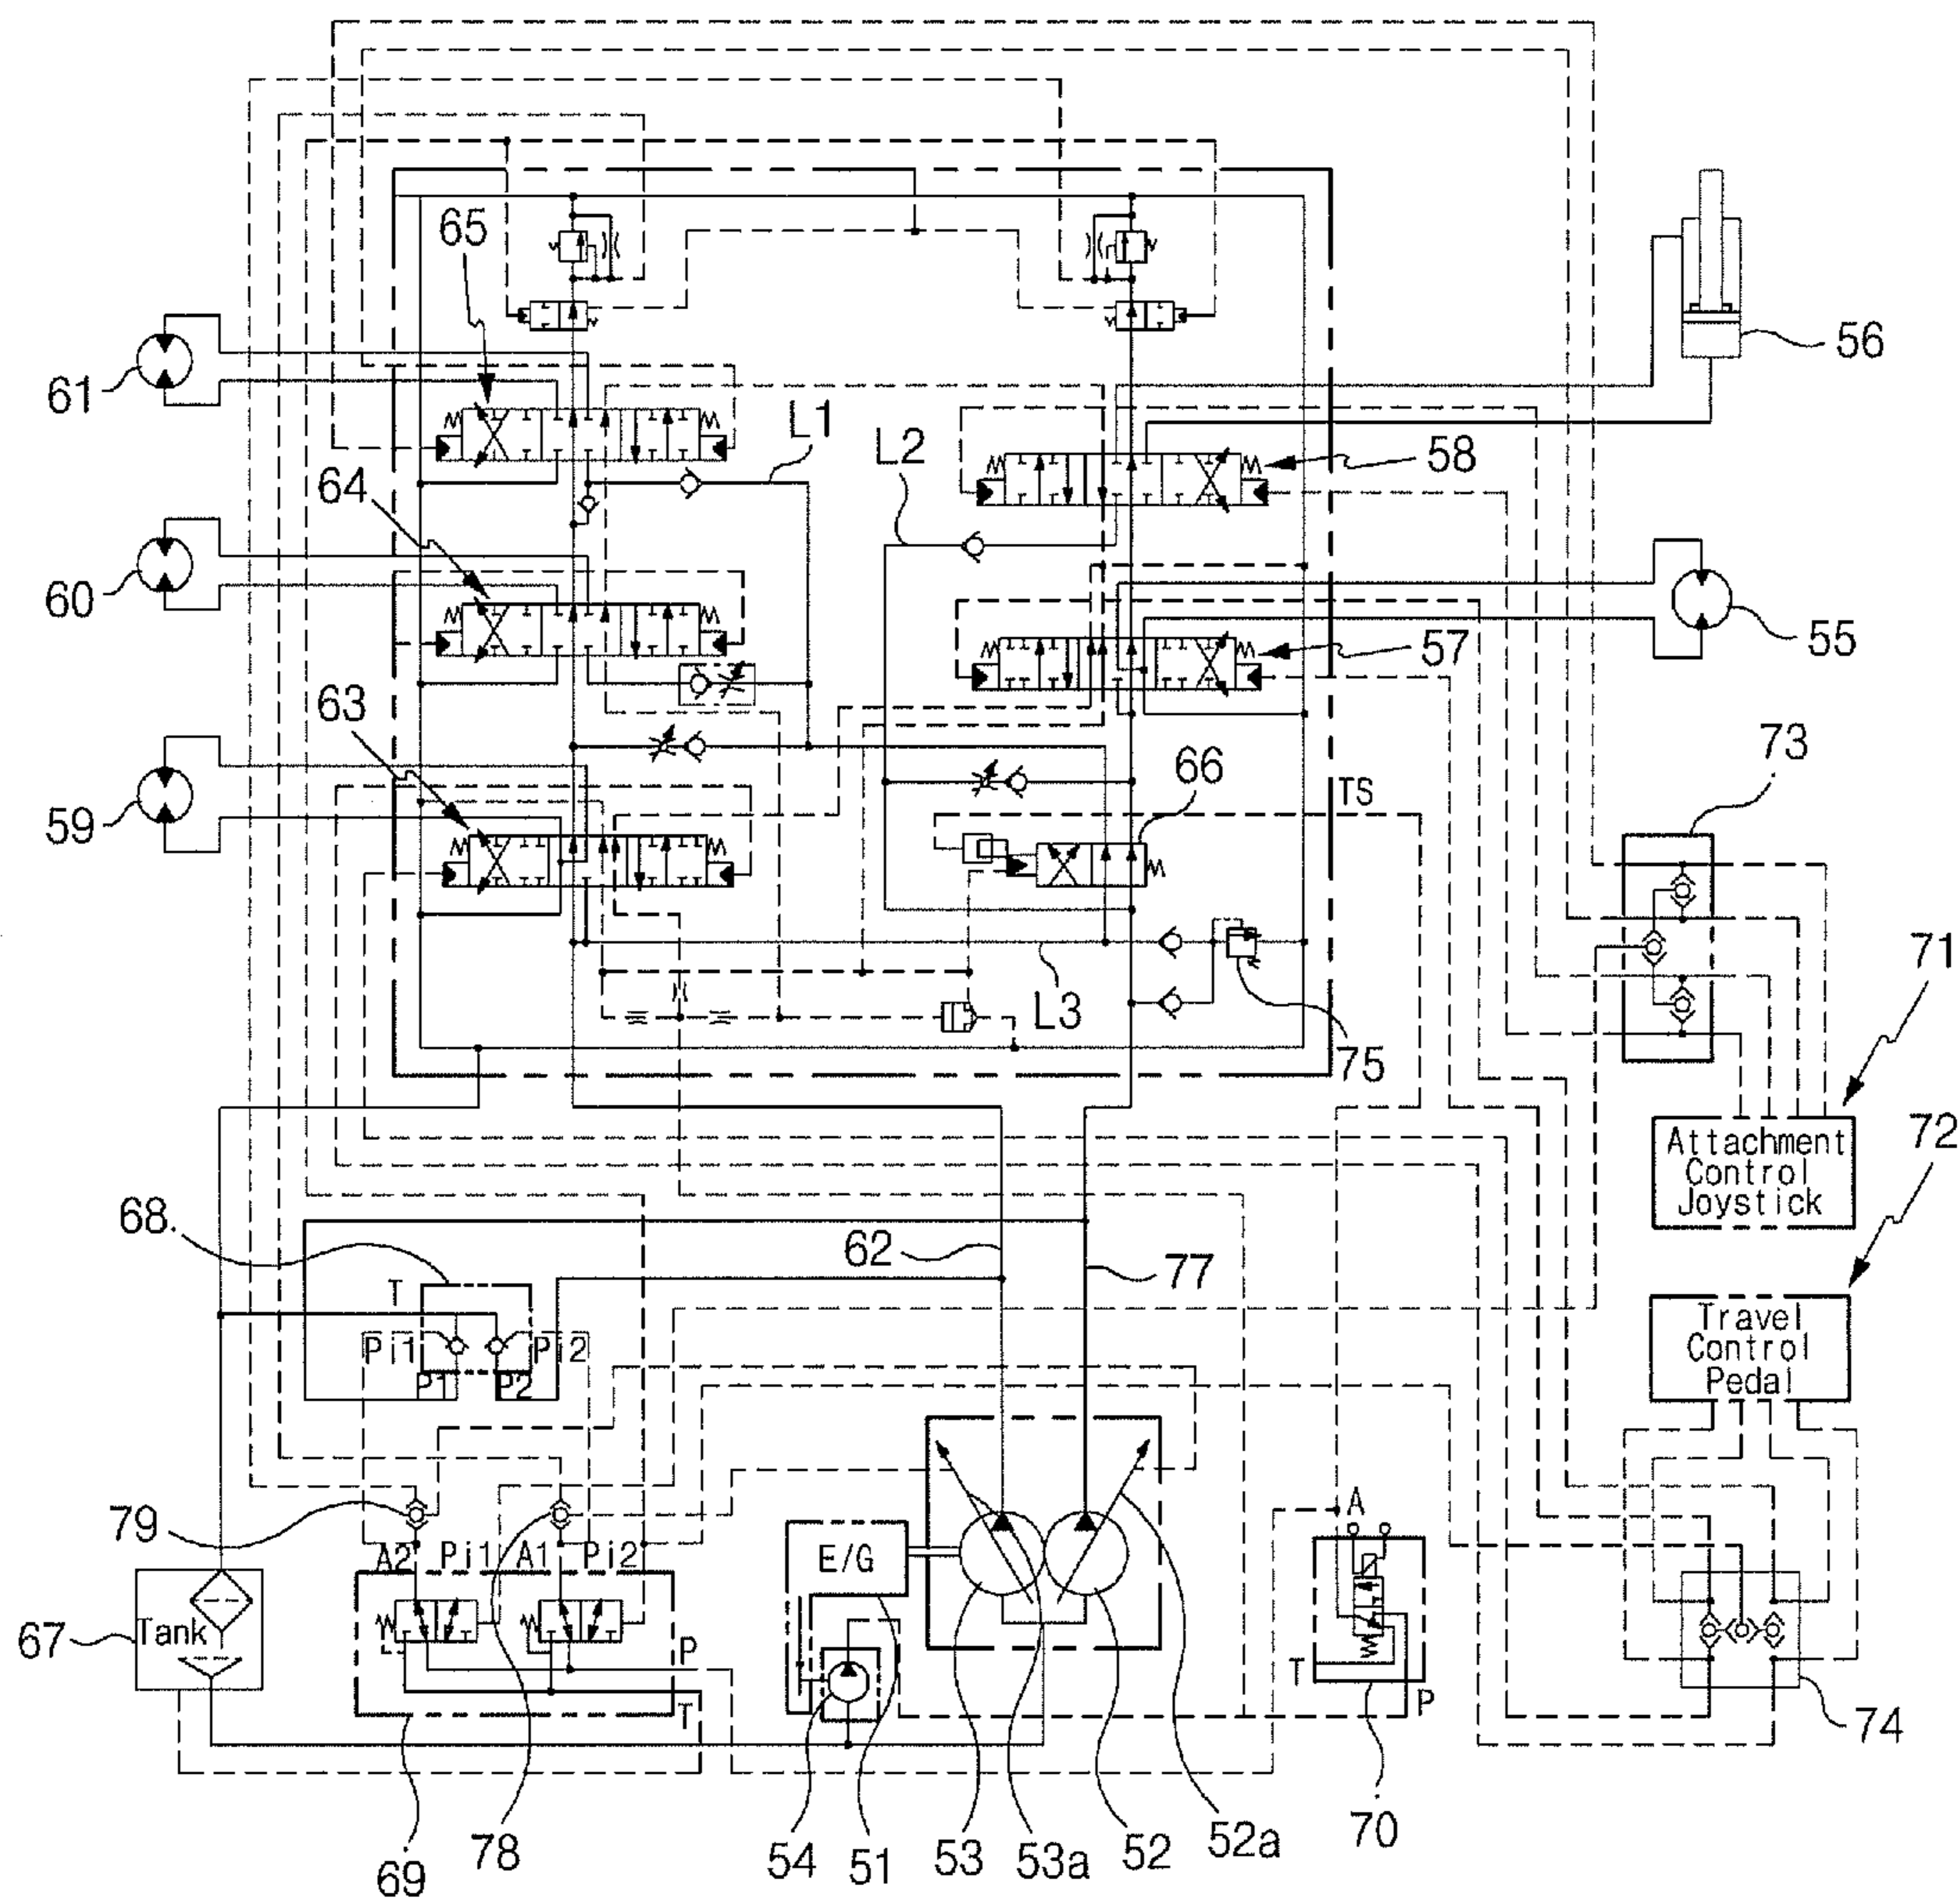 65
61
L1
L2
56
58
64
60
55
57
63
73
66
59
TS
71
L3
75
72
Attachment
Control
Joystick
68.
62
77
T
Travel
Control
Pedal
Pi1
Pi2
P1
P2
79
A
A2
Pi1
A1
Pi2
E/G
Tank
67
P
T
T
P
74
69
78
54
51
53
53a
52
52a
70